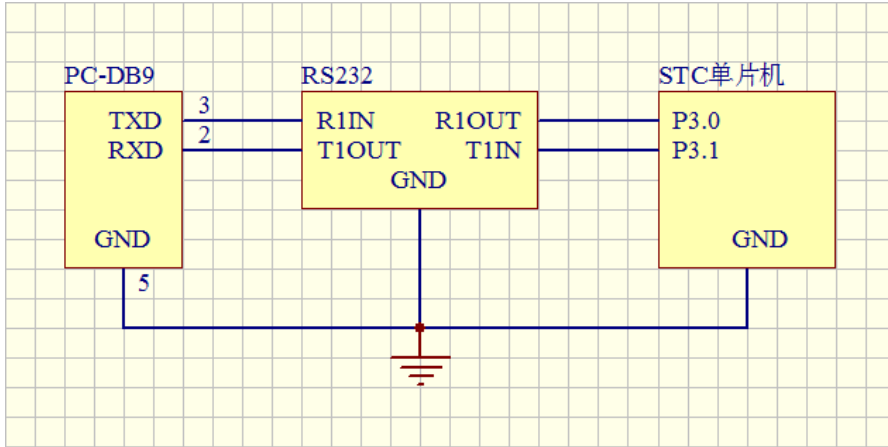 PC-DB9 RS232 STC单片机
TXD 3 R1IN R1OUT P3.0
RXD 2 T1OUT T1IN P3.1
GND
GND GND
5